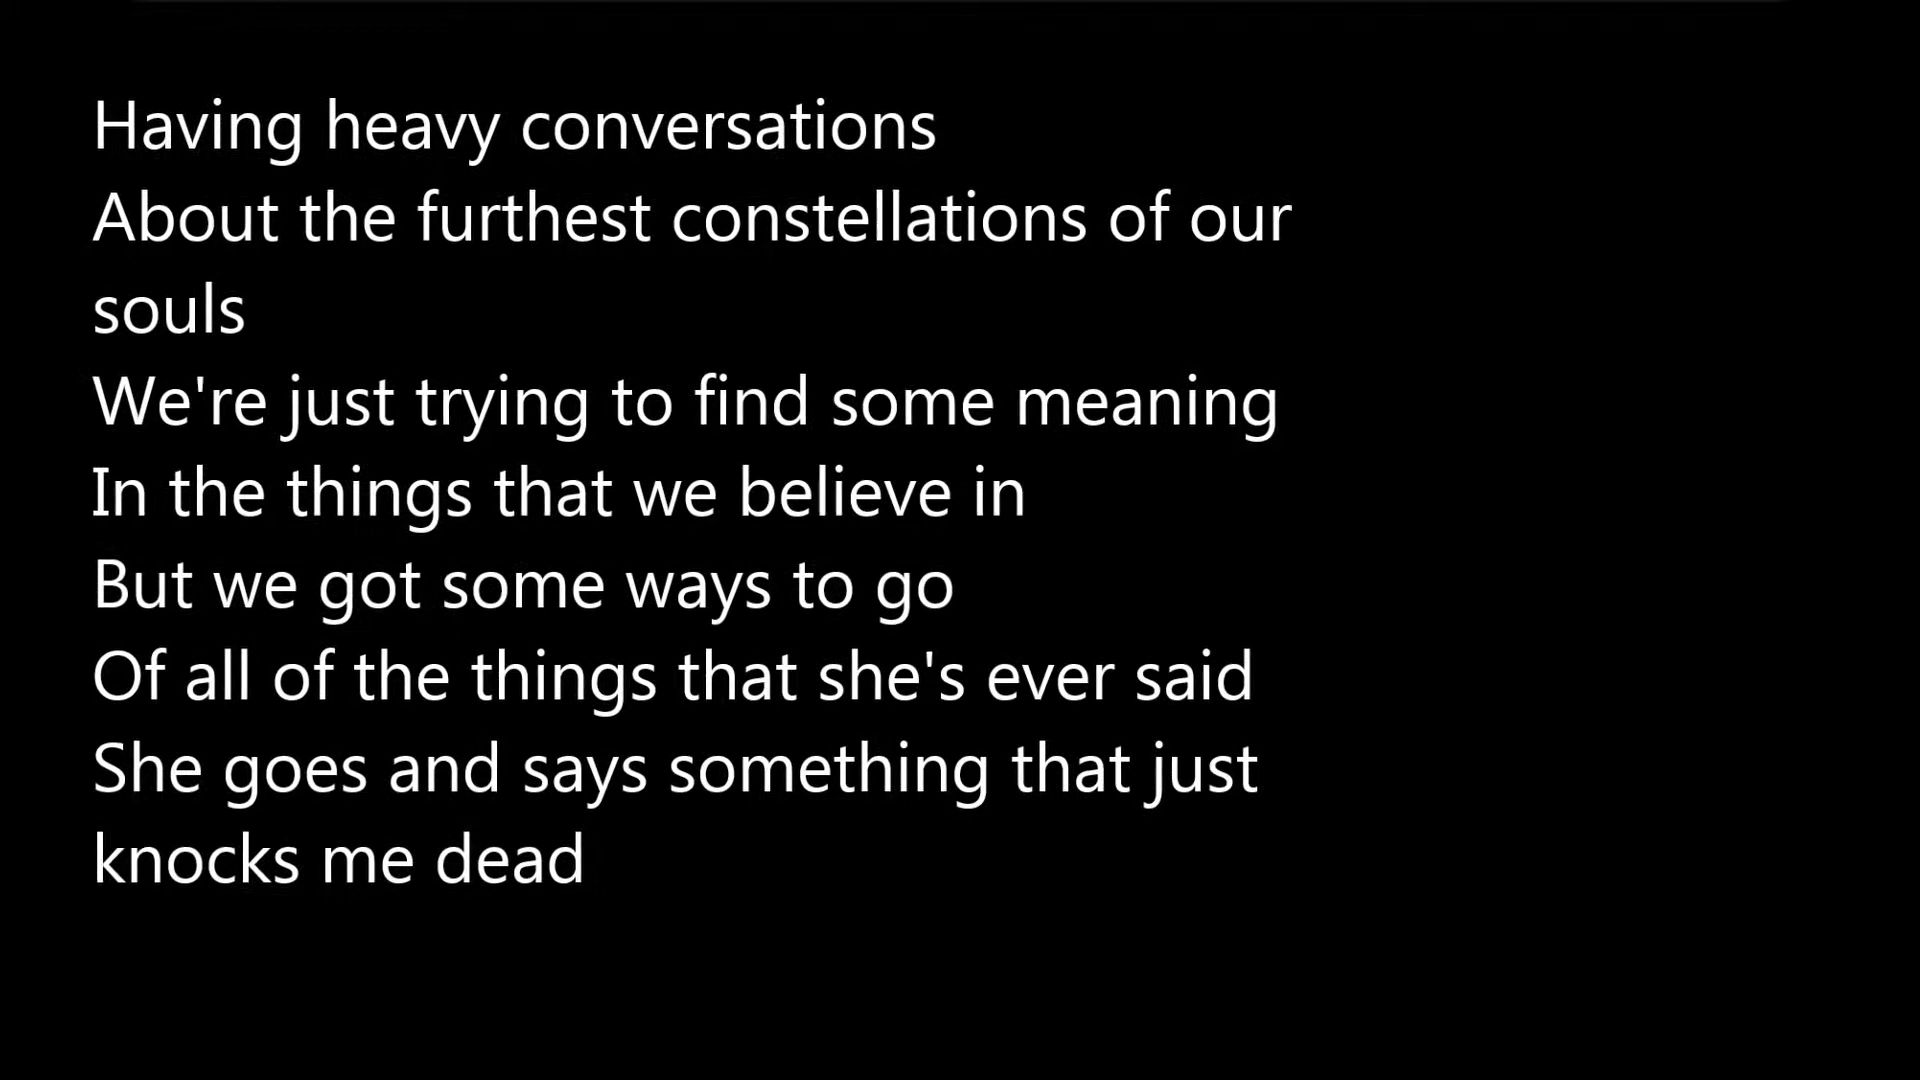 Having heavy conversations
About the furthest constellations of our
souls
We're just trying to find some meaning
In the things that we believe in
But we got some ways to go
Of all of the things that she's ever said
She goes and says something that just
knocks me dead